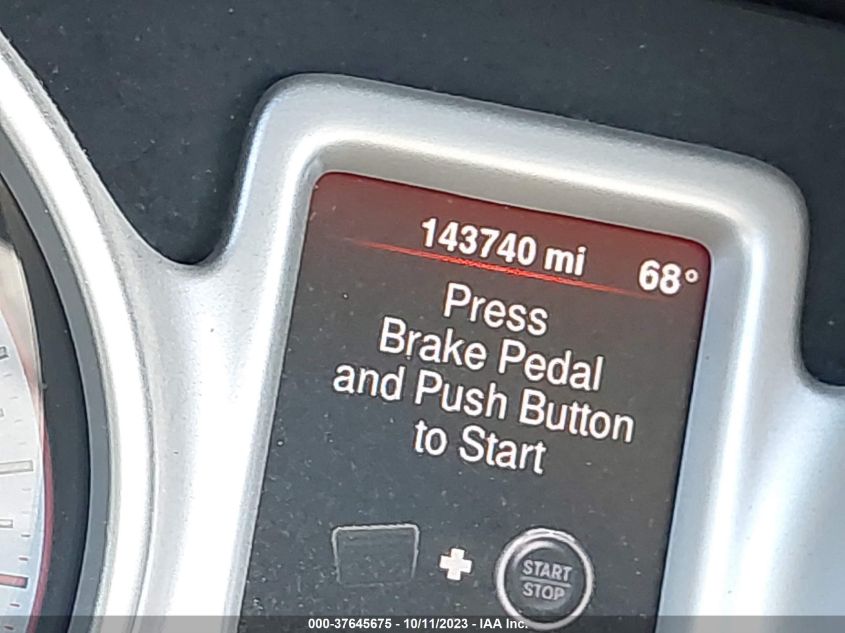 143740 mi 68°
Press
Brake Pedal
and Push Button
to Start
START
STOP
000-37645675 - 10/11/2023 - IAA Inc.